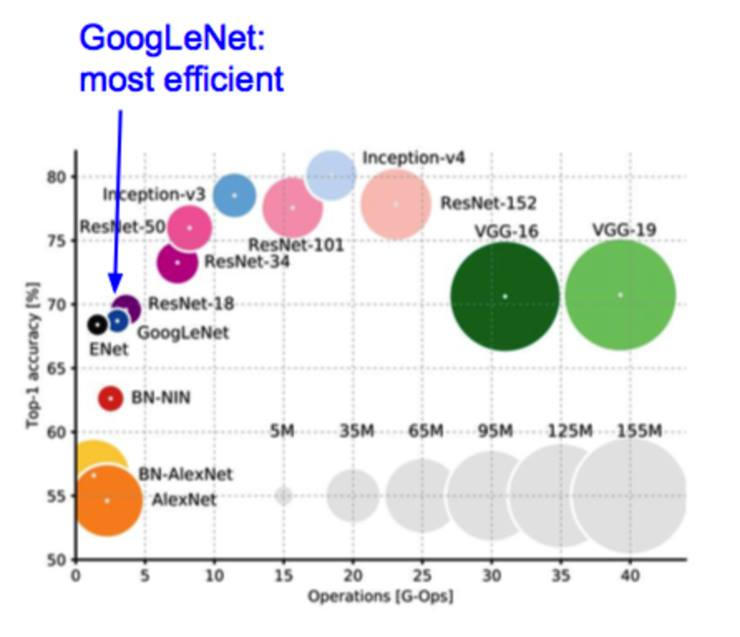 GoogLeNet:
most efficient
Top-1 accuracy [%]
80
75
70
65
60
55
50
Inception-v4
Inception-v3
ResNet-152
ResNet-50
VGG-16
VGG-19
ResNet-101
ResNet-34
ResNet-18
GoogLeNet
ENet
BN-NIN
5M 35M 65M 95M 125M 155M
BN-AlexNet
AlexNet
0 5 10 15 20 25 30 35 40
Operations [G-Ops]